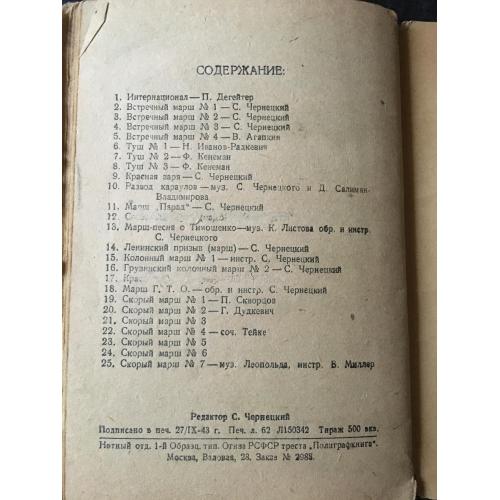 СОДЕРЖАНИЕ:
1. Интернационал — П. Дегейтер
2. Встречный марш № 1 — С. Чернецкий
3. Встречный марш № 2 — С. Чернецкий
4. Встречный марш № 3 — С. Чернецкий
5. Встречный марш № 4 — В. Агапкин
6. Туш № 1 — Н. Иванов-Радкевич
7. Туш № 2 — Ф. Кенеман
8. Туш № 3 — Ф. Кенеман
9. Красная заря — С. Чернецкий
10. Развод караулов — муз. С. Чернецкого и Д. Салиман-
Владимирова
11. Марш „Парад" — С. Чернецкий
12.
13. Марш-песня о Тимошенко — муз. К. Листова обр. и инстр.
С. Чернецкого
14. Ленинский призыв (марш) — С. Чернецкий
15. Колонный марш № 1 — инстр. С. Чернецкий
16. Грузинский колонный марш № 2 — С. Чернецкий
17.
18. Марш Г. Т. О. — обр. и инстр. С. Чернецкий
19. Скорый марш № 1 — П. Скворцов
20. Скорый марш № 2 — Г. Дудкевич
21. Скорый марш № 3
22. Скорый марш № 4 — соч. Тейке
23. Скорый марш № 5
24. Скорый марш № 6
25. Скорый марш № 7 — муз. Леопольда, инстр. В. Миллер
Редактор С. Чернецкий
Подписано в печ. 27/IX-43 г. Печ. л. 62 Л150342 Тираж 500 экз.
Нотный отд. 1-й Образц. тип. Огиза РСФСР треста „Полиграфкнига".
Москва, Валовая, 28. Заказ № 2088.